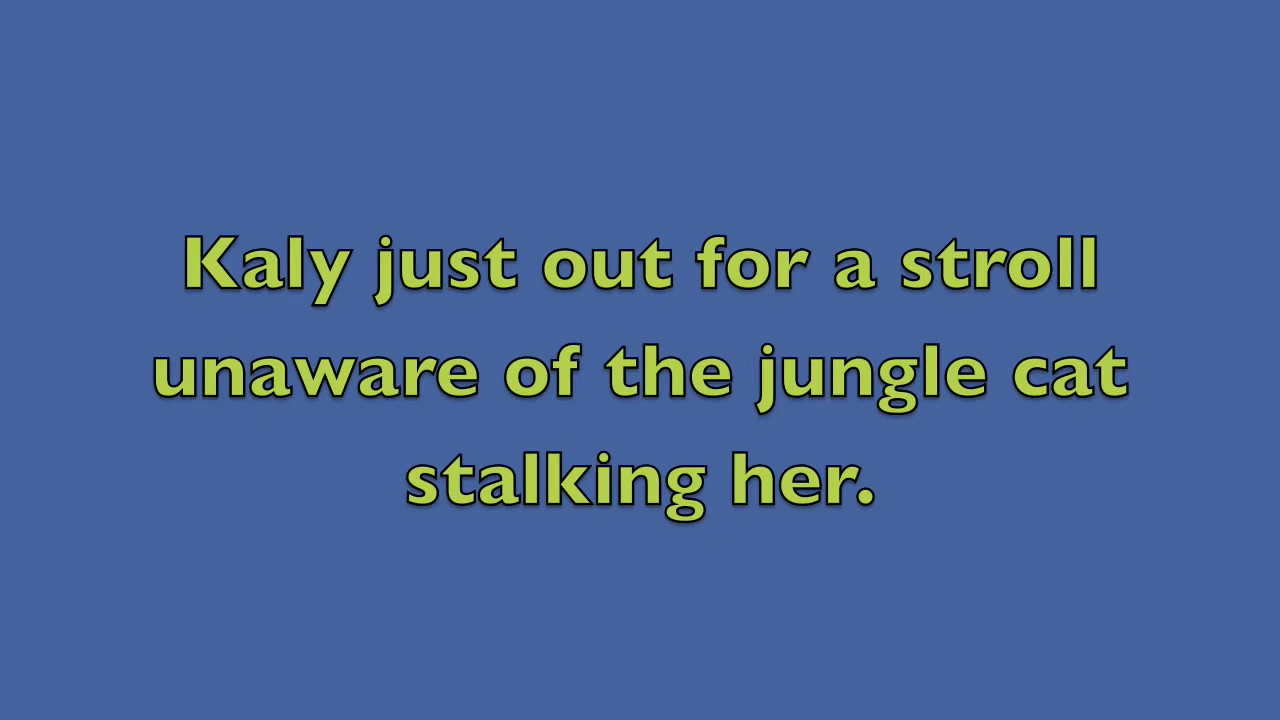 Kaly just out for a stroll
unaware of the jungle cat
stalking her.